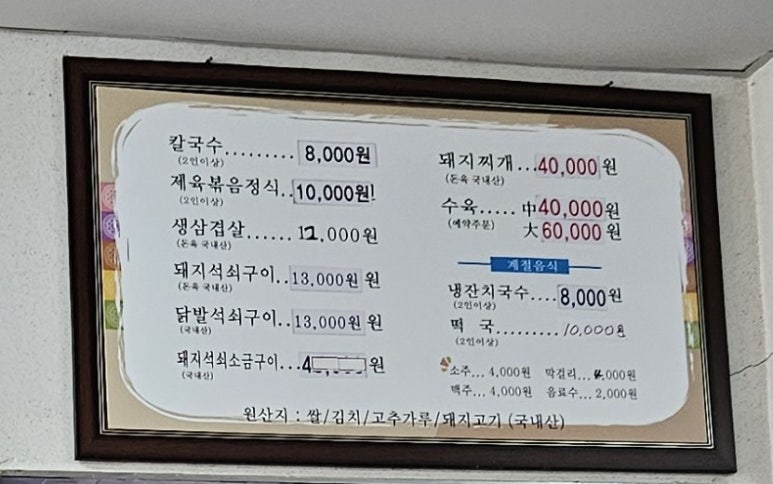 칼국수......... 8,000원
(2인이상)
제육볶음정식.. 10,000원
(2인이상)
생삼겹살...... 12,000원
(돈육 국내산)
돼지석쇠구이.. 13,000원 원
(돈육 국내산)
닭발석쇠구이.. 13,000원 원
(국내산)
돼지석쇠소금구이... 원
(국내산)
돼지찌개... 40,000 원
(돈육 국내산)
수육..... 中 40,000원
(예약주문) 大 60,000 원
계절음식
냉잔치국수.... 8,000원
(2인이상)
떡 국......... 10,000원
(2인이상)
소주... 4,000원 막걸리... ,000원
맥주... 4,000원 음료수... 2,000원
원산지 : 쌀/김치/고추가루/돼지고기 (국내산)